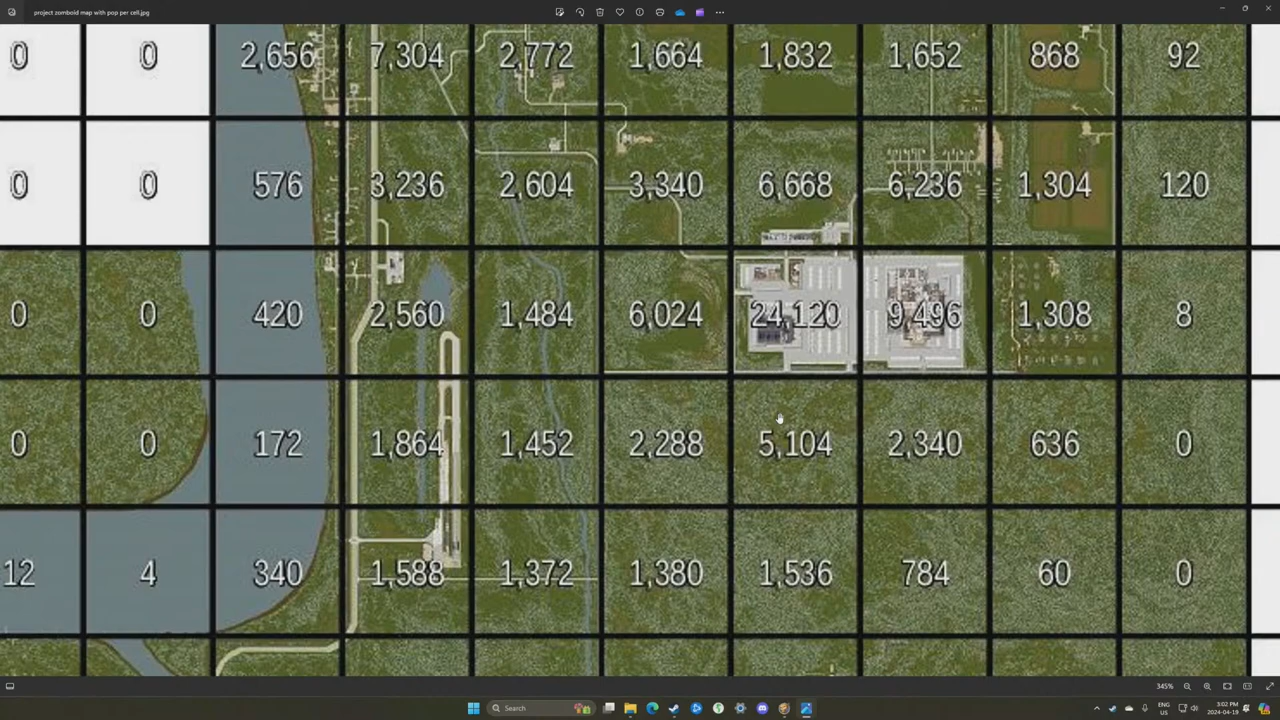 project zomboid map with pop per cell.jpg
0 0 2,656 7,304 2,772 1,664 1,832 1,652 868 92
0 0 576 3,236 2,604 3,340 6,668 6,236 1,304 120
0 0 420 2,560 1,484 6,024 24,120 9,496 1,308 8
0 0 172 1,864 1,452 2,288 5,104 2,340 636 0
12 4 340 1,588 1,372 1,380 1,536 784 60 0
345%
Search
ENG
US
3:02 PM
2024-04-19